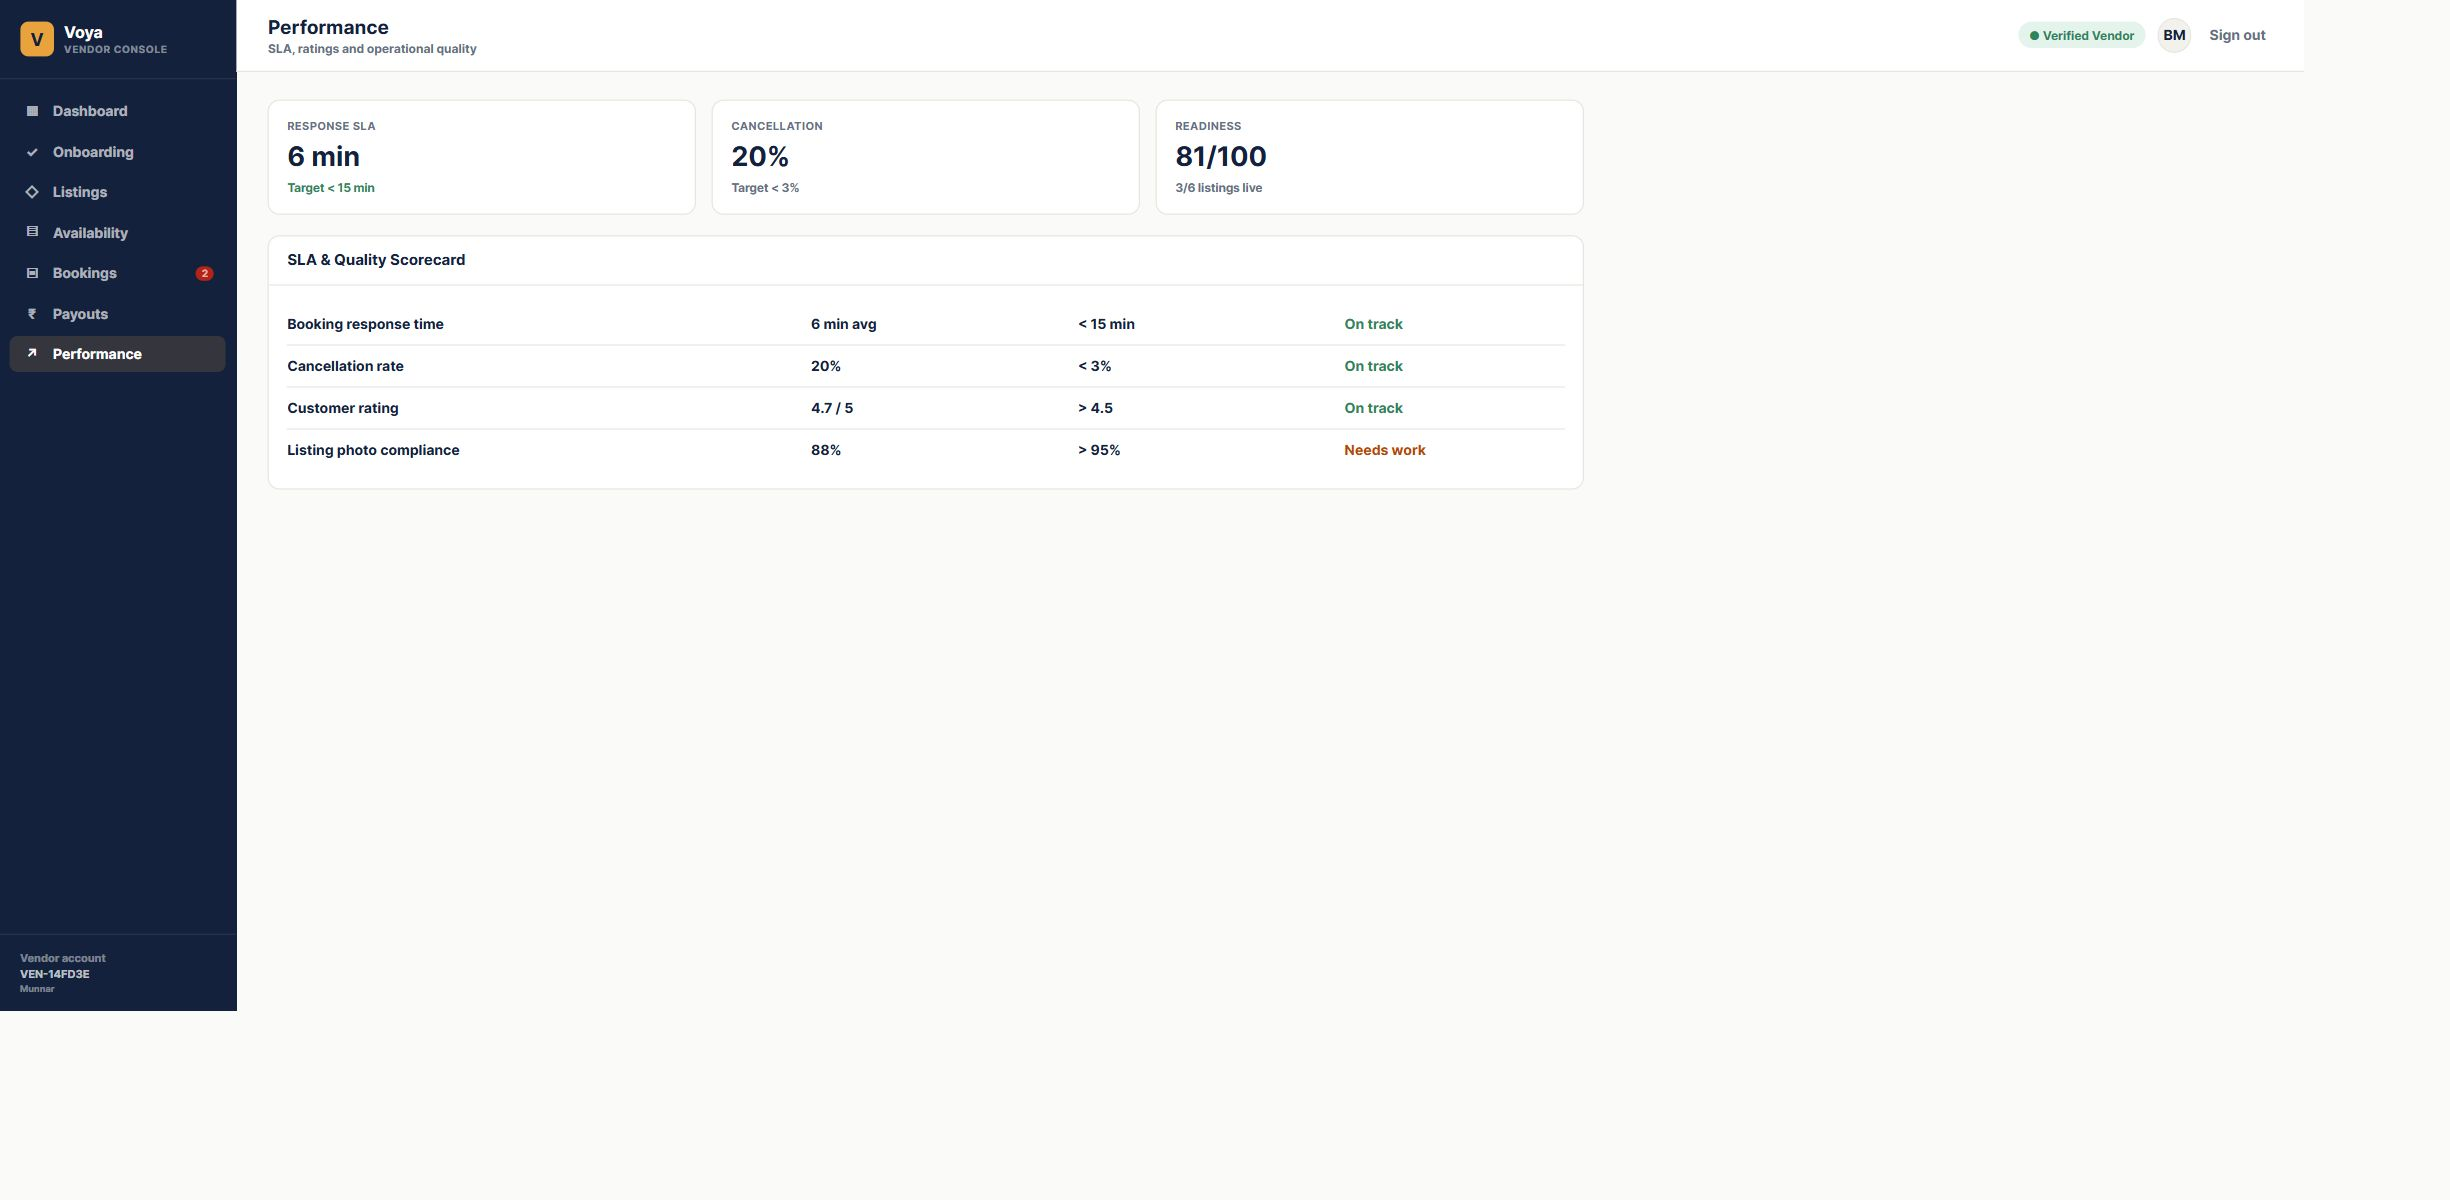 V
Voya
VENDOR CONSOLE
Performance
SLA, ratings and operational quality
Verified Vendor
BM
Sign out
Dashboard
Onboarding
Listings
Availability
Bookings 2
₹ Payouts
Performance
RESPONSE SLA
6 min
Target < 15 min
CANCELLATION
20%
Target < 3%
READINESS
81/100
3/6 listings live
SLA & Quality Scorecard
Booking response time 6 min avg < 15 min On track
Cancellation rate 20% < 3% On track
Customer rating 4.7 / 5 > 4.5 On track
Listing photo compliance 88% > 95% Needs work
Vendor account
VEN-14FD3E
Munnar